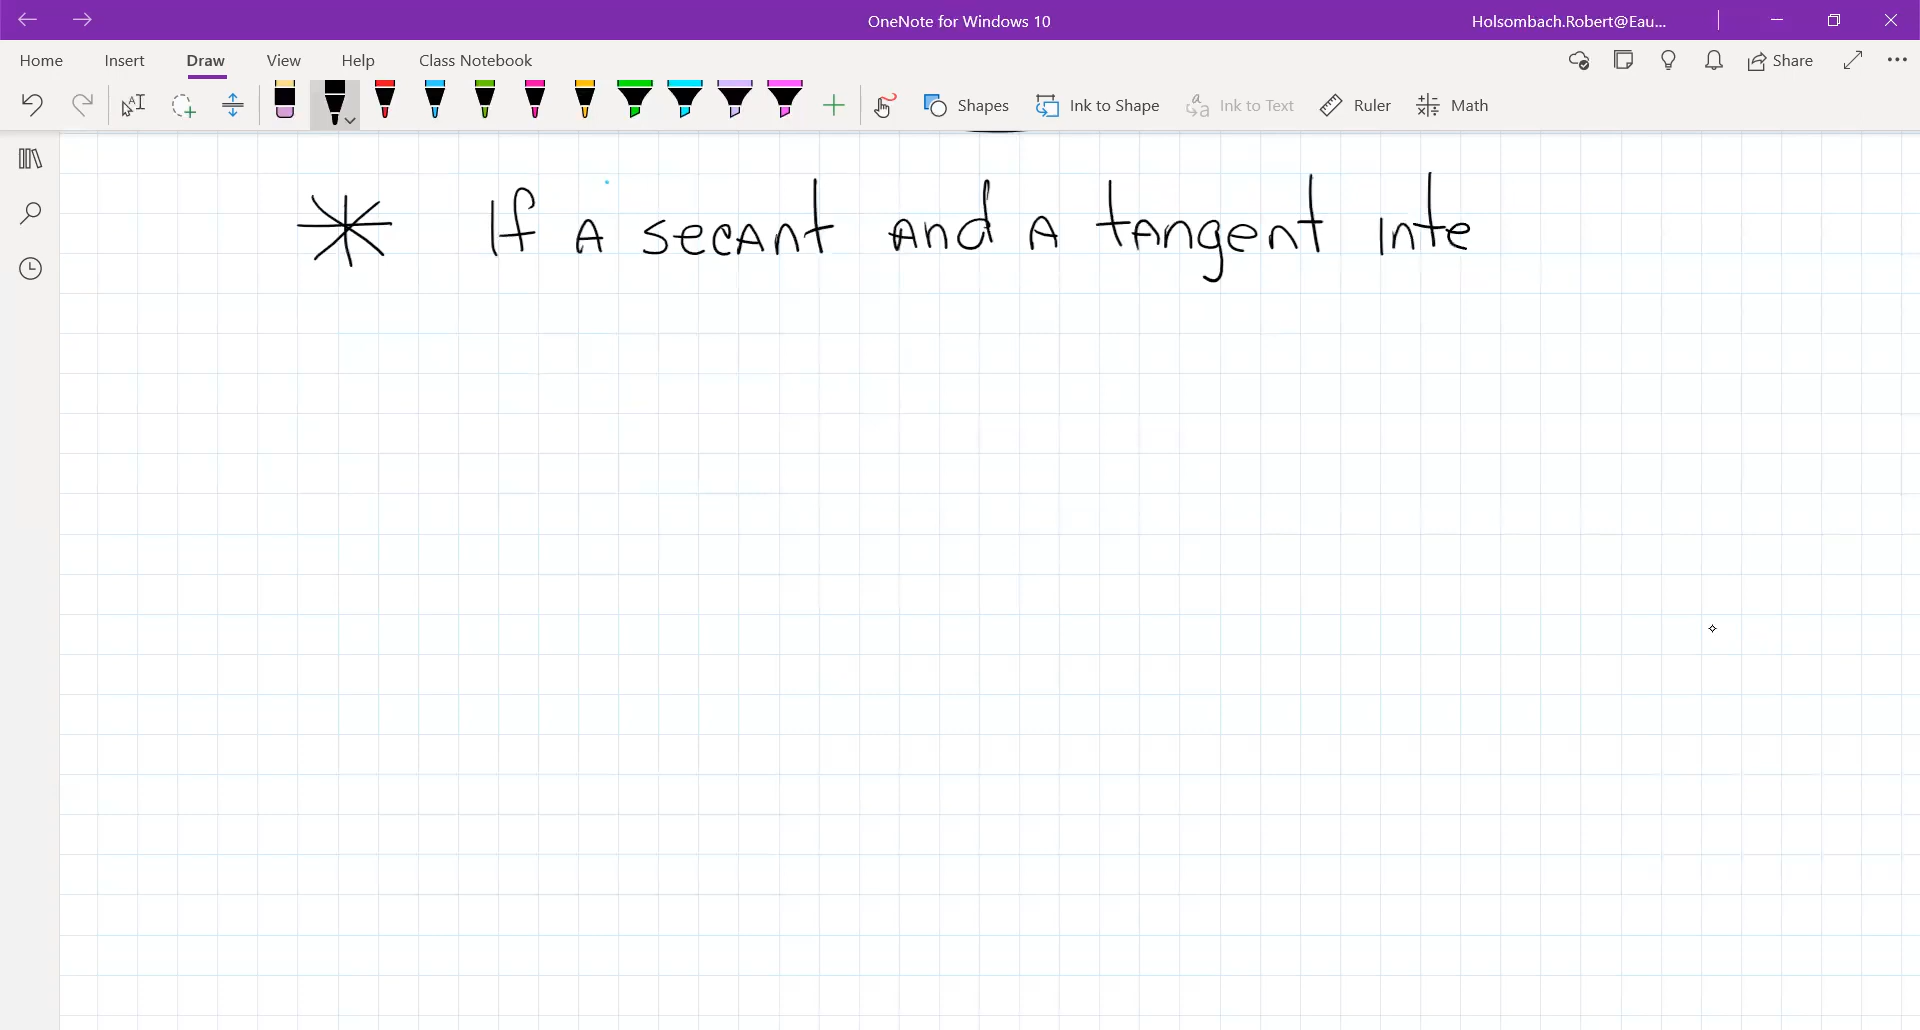 OneNote for Windows 10
Holsombach.Robert@Eau...
Home Insert Draw View Help Class Notebook Share
Shapes Ink to Shape Ink to Text Ruler Math
If a secant and a tangent inte